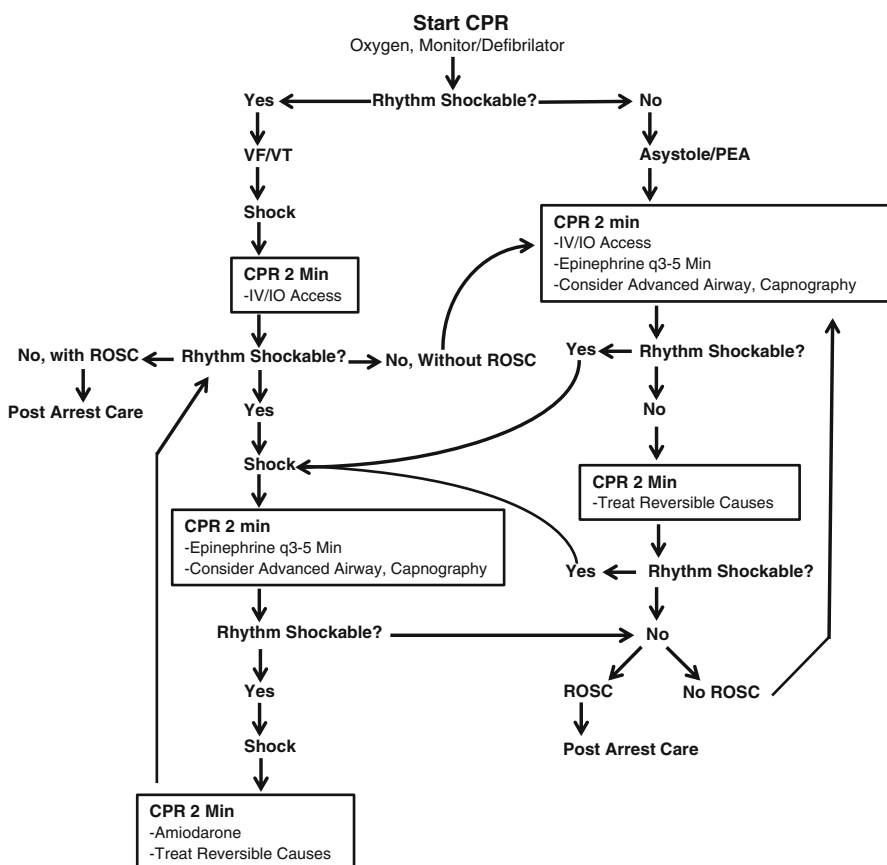 Start CPR
Oxygen, Monitor/Defibrilator
Yes
Rhythm Shockable?
No
VF/VT
Asystole/PEA
Shock
CPR 2 min
-IV/IO Access
-Epinephrine q3-5 Min
-Consider Advanced Airway, Capnography
CPR 2 Min
-IV/IO Access
No, with ROSC
Rhythm Shockable?
No, Without ROSC
Yes
Rhythm Shockable?
Post Arrest Care
Yes
No
Shock
CPR 2 Min
-Treat Reversible Causes
CPR 2 min
-Epinephrine q3-5 Min
-Consider Advanced Airway, Capnography
Yes
Rhythm Shockable?
Rhythm Shockable?
No
Yes
ROSC
No ROSC
Shock
Post Arrest Care
CPR 2 Min
-Amiodarone
-Treat Reversible Causes